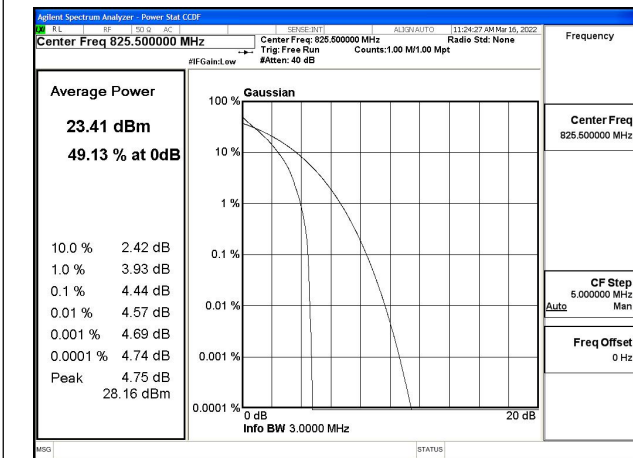 Agilent Spectrum Analyzer - Power Stat CCDF
RL RF 50 Ω AC SENSE:INT ALIGN AUTO 11:24:27 AM Mar 16, 2022
Center Freq 825.500000 MHz
Center Freq: 825.500000 MHz Radio Std: None
Trig: Free Run Counts:1.00 M/1.00 Mpt
#IFGain:Low #Atten: 40 dB
Frequency
Average Power
23.41 dBm
49.13 % at 0dB
10.0 % 2.42 dB
1.0 % 3.93 dB
0.1 % 4.44 dB
0.01 % 4.57 dB
0.001 % 4.69 dB
0.0001 % 4.74 dB
Peak 4.75 dB
28.16 dBm
Gaussian
100 %
10 %
1 %
0.1 %
0.01 %
0.001 %
0.0001 %
0 dB 20 dB
Info BW 3.0000 MHz
Center Freq
825.500000 MHz
CF Step
5.000000 MHz
Auto Man
Freq Offset
0 Hz
MSG STATUS